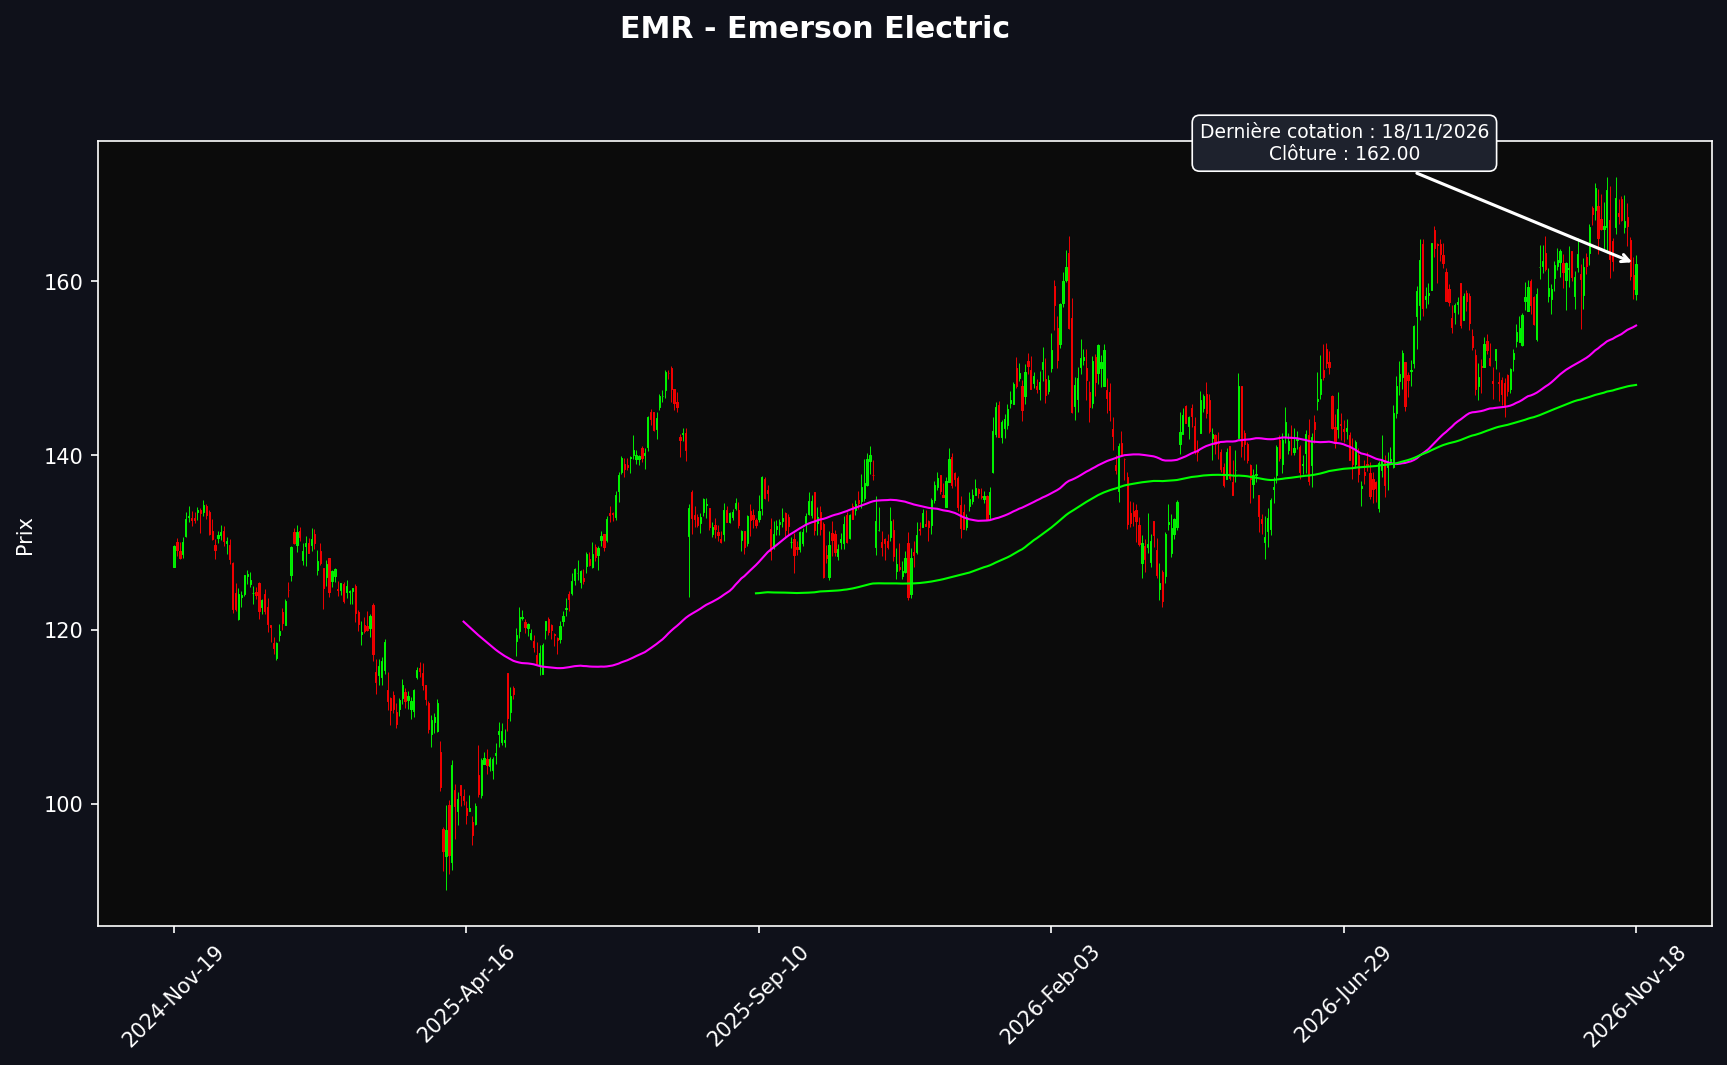 EMR - Emerson Electric
Dernière cotation : 18/11/2026
Clôture : 162.00
Prix
160
140
120
100
2024-Nov-19
2025-Apr-16
2025-Sep-10
2026-Feb-03
2026-Jun-29
2026-Nov-18